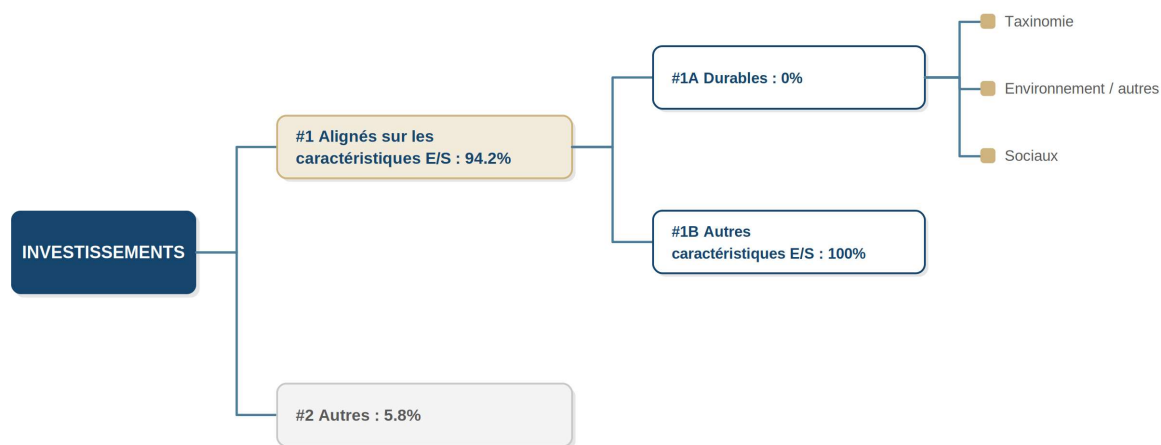 INVESTISSEMENTS
#1 Alignés sur les
caractéristiques E/S : 94.2%
#2 Autres : 5.8%
#1A Durables : 0%
#1B Autres
caractéristiques E/S : 100%
Taxinomie
Environnement / autres
Sociaux